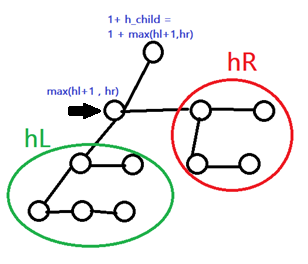 1+ h_child =
1 + max(hl+1,hr)
max(hl+1 , hr)
hR
hL